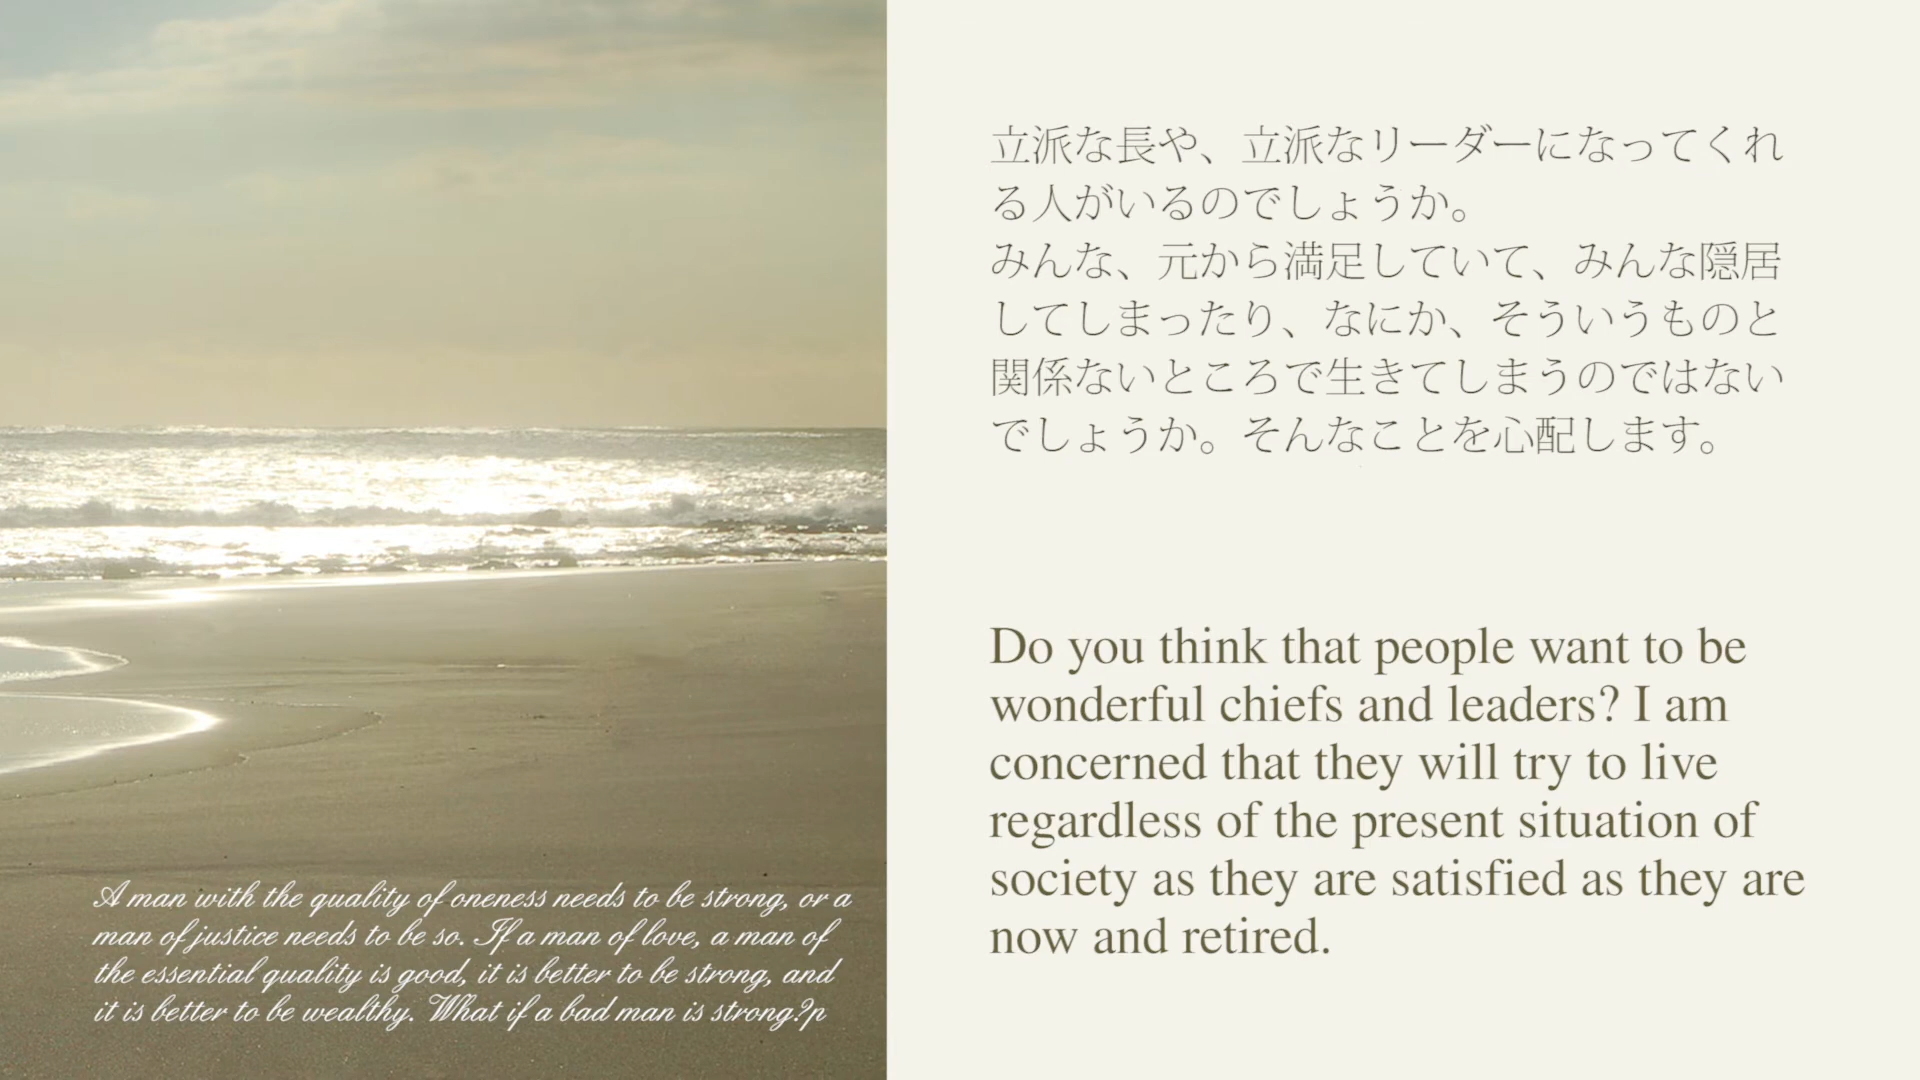 立派な長や、立派なリーダーになってくれ
る人がいるのでしょうか。
みんな、元から満足していて、みんな隠居
してしまったり、なにか、そういうものと
関係ないところで生きてしまうのではない
でしょうか。そんなことを心配します。
Do you think that people want to be
wonderful chiefs and leaders? I am
concerned that they will try to live
regardless of the present situation of
society as they are satisfied as they are
now and retired.
A man with the quality of oneness needs to be strong, or a
man of justice needs to be so. If a man of love, a man of
the essential quality is good, it is better to be strong, and
it is better to be wealthy. What if a bad man is strong?p